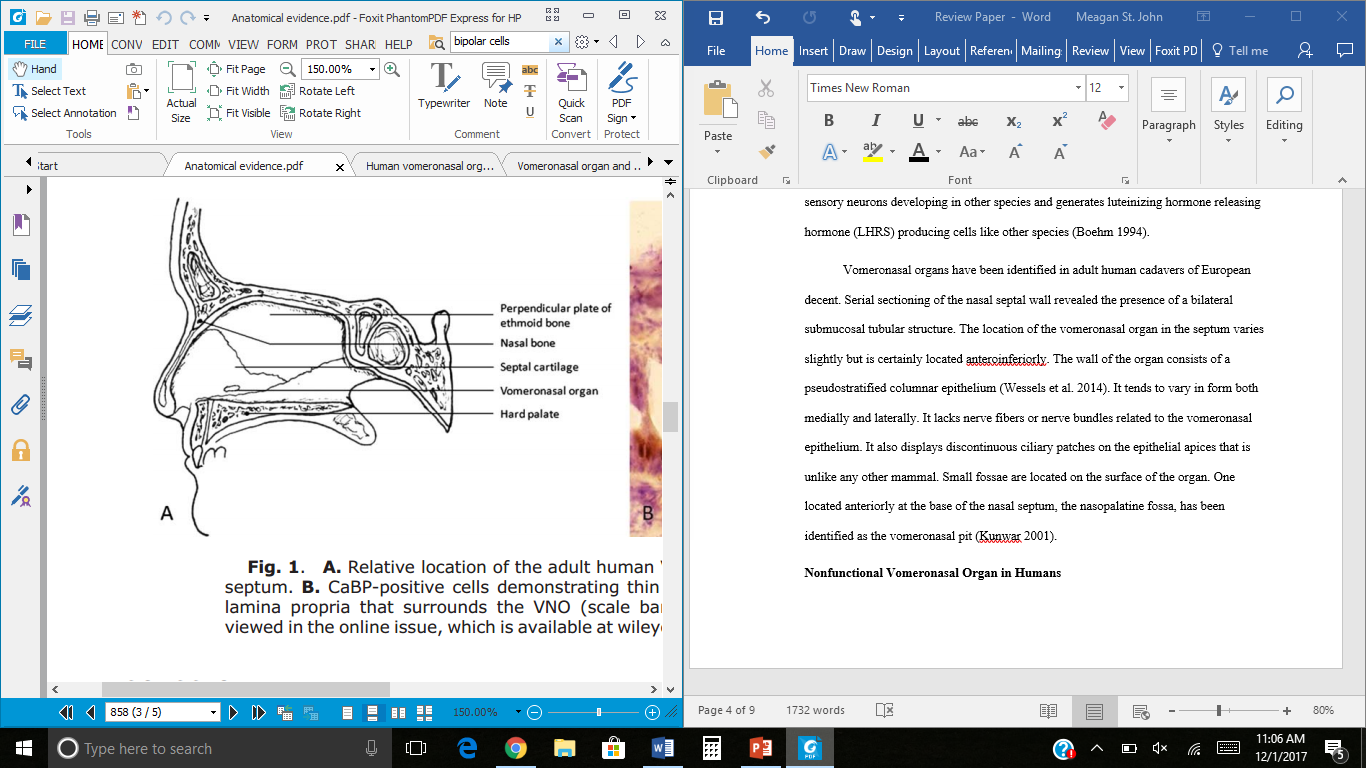 Anatomical evidence.pdf - Foxit PhantomPDF Express for HP
FILE HOME CONV EDIT COMM VIEW FORM PROT SHAR HELP bipolar cells
Hand
Select Text
Select Annotation
Tools
Actual Size
Fit Page
Fit Width
Fit Visible
150.00%
Rotate Left
Rotate Right
View
Typewriter
Note
abc
T
U
Comment
Quick Scan
Convert
PDF Sign
Protect
Start Anatomical evidence.pdf Human vomeronasal org... Vomeronasal organ and ..
Perpendicular plate of
ethmoid bone
Nasal bone
Septal cartilage
Vomeronasal organ
Hard palate
A
B
Fig. 1. A. Relative location of the adult human
septum. B. CaBP-positive cells demonstrating thin
lamina propria that surrounds the VNO (scale
viewed in the online issue, which is available at
858 (3 / 5) 150.00%
Review Paper - Word Meagan St. John
File Home Insert Draw Design Layout Referen Mailing Review View Foxit PD Tell me
Paste
Clipboard
Times New Roman 12
B I U abc x2 x2
A ab A Aa A A
Font
Paragraph
Styles
Editing
sensory neurons developing in other species and generates luteinizing hormone releasing
hormone (LHRS) producing cells like other species (Boehm 1994).
Vomeronasal organs have been identified in adult human cadavers of European
decent. Serial sectioning of the nasal septal wall revealed the presence of a bilateral
submucosal tubular structure. The location of the vomeronasal organ in the septum varies
slightly but is certainly located anteroinferiorly. The wall of the organ consists of a
pseudostratified columnar epithelium (Wessels et al. 2014). It tends to vary in form both
medially and laterally. It lacks nerve fibers or nerve bundles related to the vomeronasal
epithelium. It also displays discontinuous ciliary patches on the epithelial apices that is
unlike any other mammal. Small fossae are located on the surface of the organ. One
located anteriorly at the base of the nasal septum, the nasopalatine fossa, has been
identified as the vomeronasal pit (Kunwar 2001).
Nonfunctional Vomeronasal Organ in Humans
Page 4 of 9 1732 words 80%
Type here to search
11:06 AM
12/1/2017
5